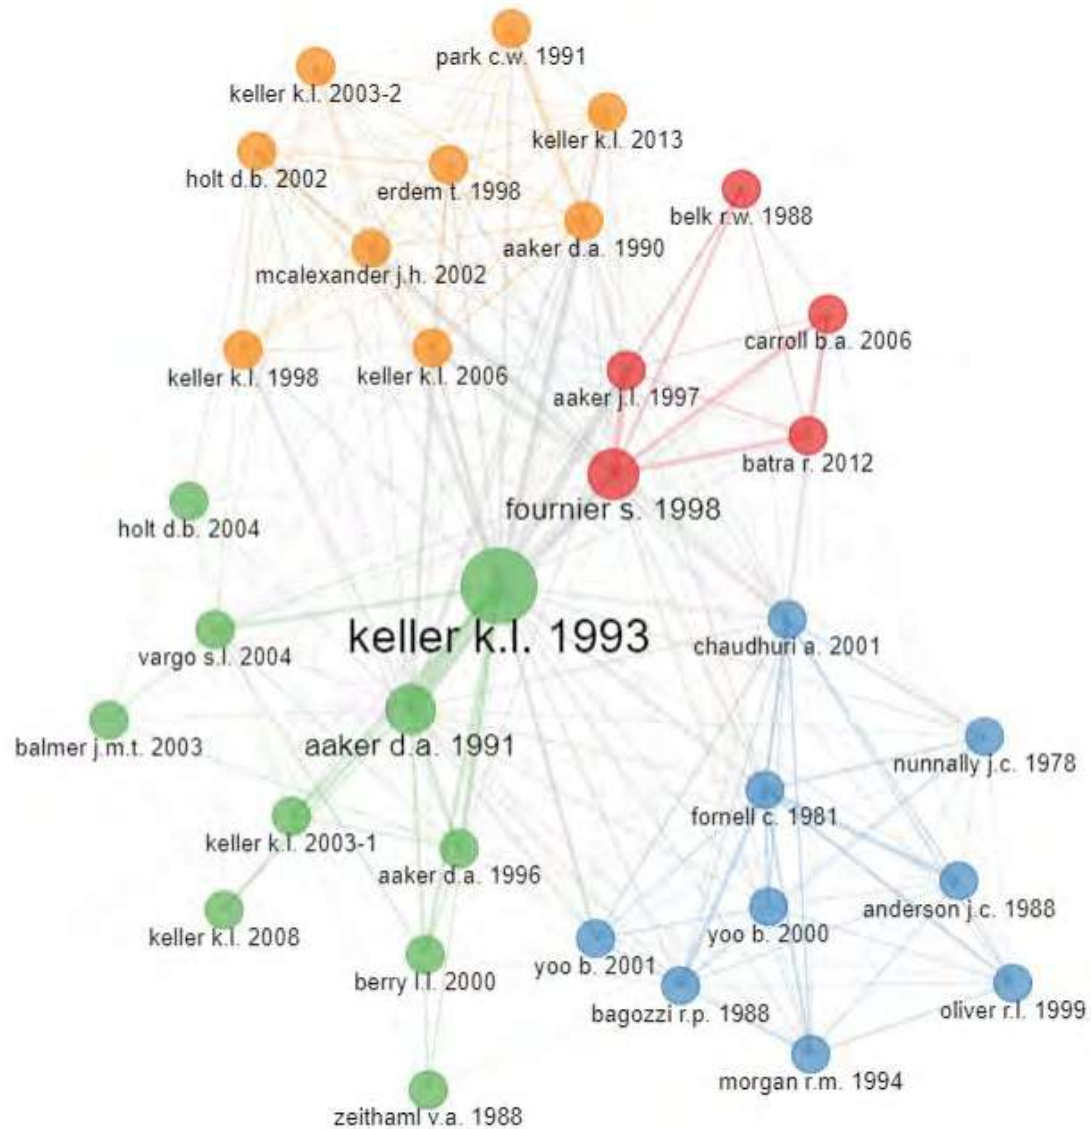 park c.w. 1991
keller k.l. 2003-2
keller k.l. 2013
holt d.b. 2002
erdem t. 1998
belk r.w. 1988
aaker d.a. 1990
mcalexander j.h. 2002
carroll b.a. 2006
keller k.l. 1998
keller k.l. 2006
aaker j.l. 1997
batra r. 2012
fournier s. 1998
holt d.b. 2004
keller k.l. 1993
chaudhuri a. 2001
vargo s.l. 2004
balmer j.m.t. 2003
aaker d.a. 1991
nunnally j.c. 1978
fornell c. 1981
keller k.l. 2003-1
aaker d.a. 1996
anderson j.c. 1988
keller k.l. 2008
yoo b. 2000
yoo b. 2001
berry l.l. 2000
bagozzi r.p. 1988
oliver r.l. 1999
morgan r.m. 1994
zeithaml v.a. 1988